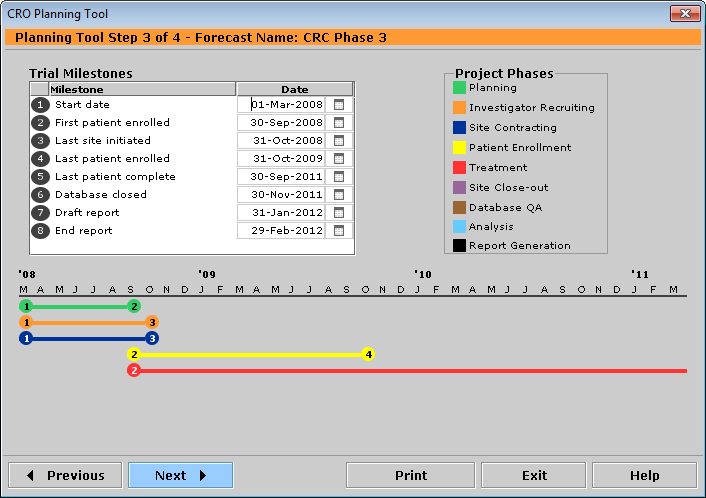 CRO Planning Tool
Planning Tool Step 3 of 4 - Forecast Name: CRC Phase 3
Trial Milestones
Milestone Date
1 Start date 01-Mar-2008
2 First patient enrolled 30-Sep-2008
3 Last site initiated 31-Oct-2008
4 Last patient enrolled 31-Oct-2009
5 Last patient complete 30-Sep-2011
6 Database closed 30-Nov-2011
7 Draft report 31-Jan-2012
8 End report 29-Feb-2012
Project Phases
Planning
Investigator Recruiting
Site Contracting
Patient Enrollment
Treatment
Site Close-out
Database QA
Analysis
Report Generation
'08 '09 '10 '11
M A M J J A S O N D J F M A M J J A S O N D J F M A M J J A S O N D J F M
1 2
1 3
1 3
2 4
2
Previous Next Print Exit Help